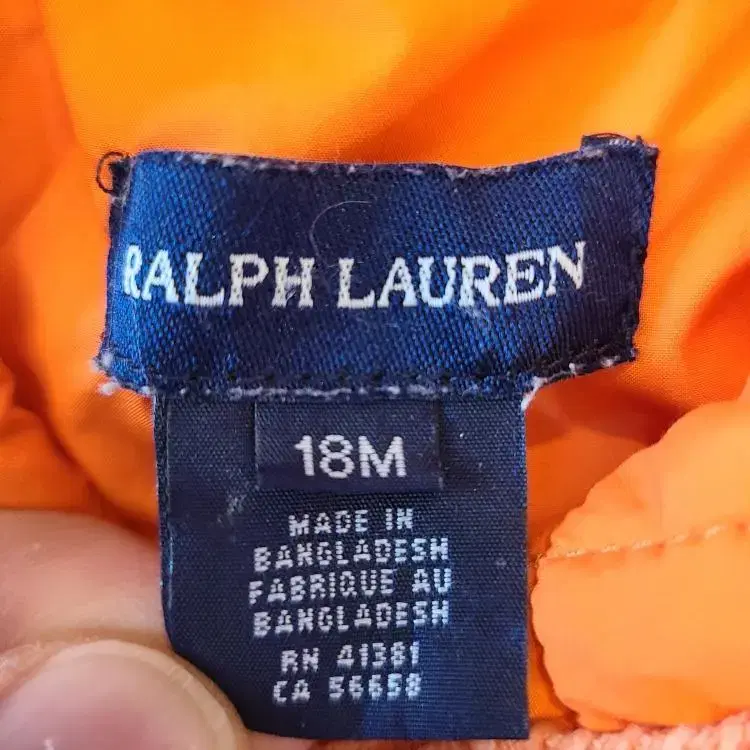 RALPH LAUREN
18M
MADE IN
BANGLADESH
FABRIQUE AU
BANGLADESH
RN 41381
CA 56658